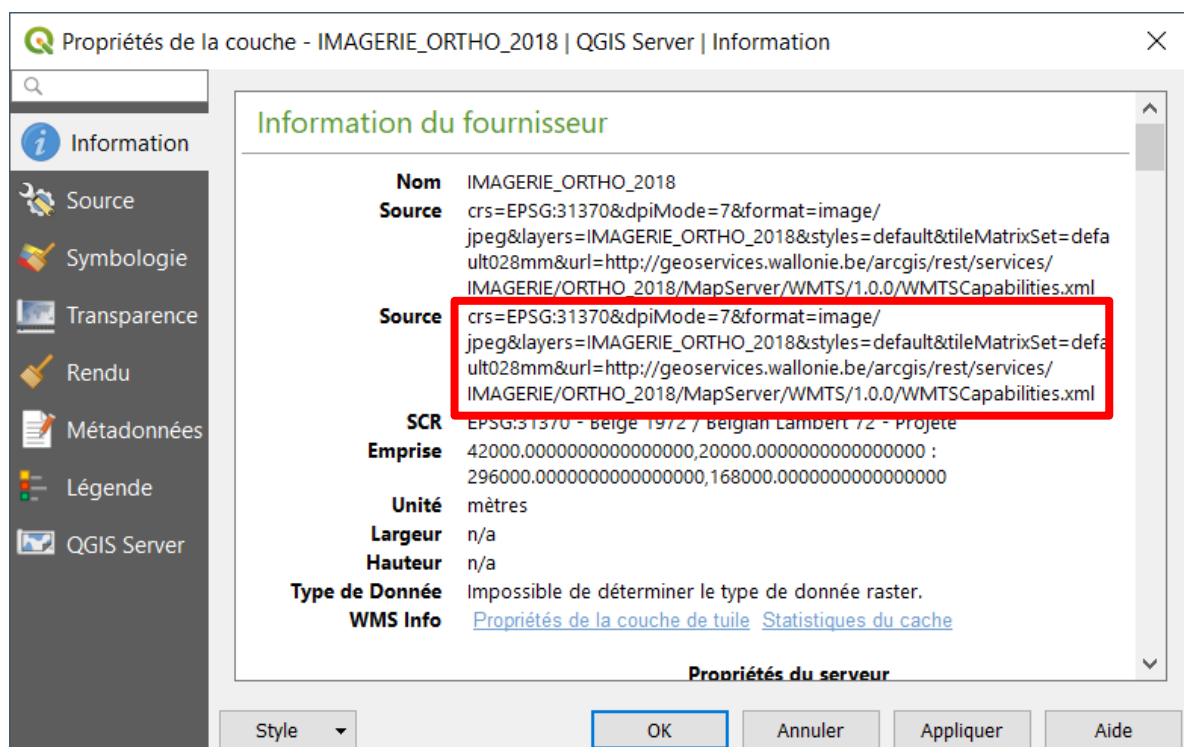 Propriétés de la couche - IMAGERIE_ORTHO_2018 | QGIS Server | Information
Information
Source
Symbologie
Transparence
Rendu
Métadonnées
Légende
QGIS Server
Information du fournisseur
Nom IMAGERIE_ORTHO_2018
Source crs=EPSG:31370&dpiMode=7&format=image/
jpeg&layers=IMAGERIE_ORTHO_2018&styles=default&tileMatrixSet=defa
ult028mm&url=http://geoservices.wallonie.be/arcgis/rest/services/
IMAGERIE/ORTHO_2018/MapServer/WMTS/1.0.0/WMTSCapabilities.xml
Source crs=EPSG:31370&dpiMode=7&format=image/
jpeg&layers=IMAGERIE_ORTHO_2018&styles=default&tileMatrixSet=defa
ult028mm&url=http://geoservices.wallonie.be/arcgis/rest/services/
IMAGERIE/ORTHO_2018/MapServer/WMTS/1.0.0/WMTSCapabilities.xml
SCR EPSG:31370 - Belge 1972 / Belgian Lambert 72 - Projeté
Emprise 42000.0000000000000000,20000.0000000000000000 :
296000.0000000000000000,168000.0000000000000000
Unité mètres
Largeur n/a
Hauteur n/a
Type de Donnée Impossible de déterminer le type de donnée raster.
WMS Info Propriétés de la couche de tuile Statistiques du cache
Propriétés du serveur
Style OK Annuler Appliquer Aide